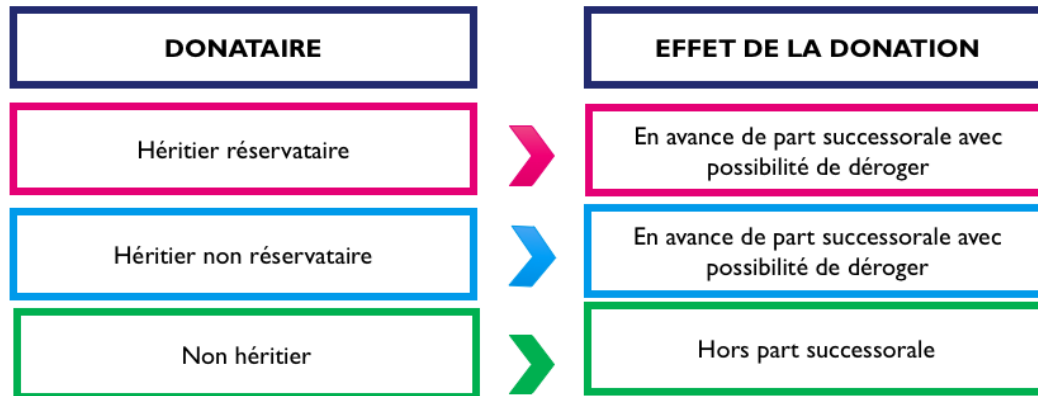 DONATAIRE
EFFET DE LA DONATION
Héritier réservataire
En avance de part successorale avec
possibilité de déroger
Héritier non réservataire
En avance de part successorale avec
possibilité de déroger
Non héritier
Hors part successorale